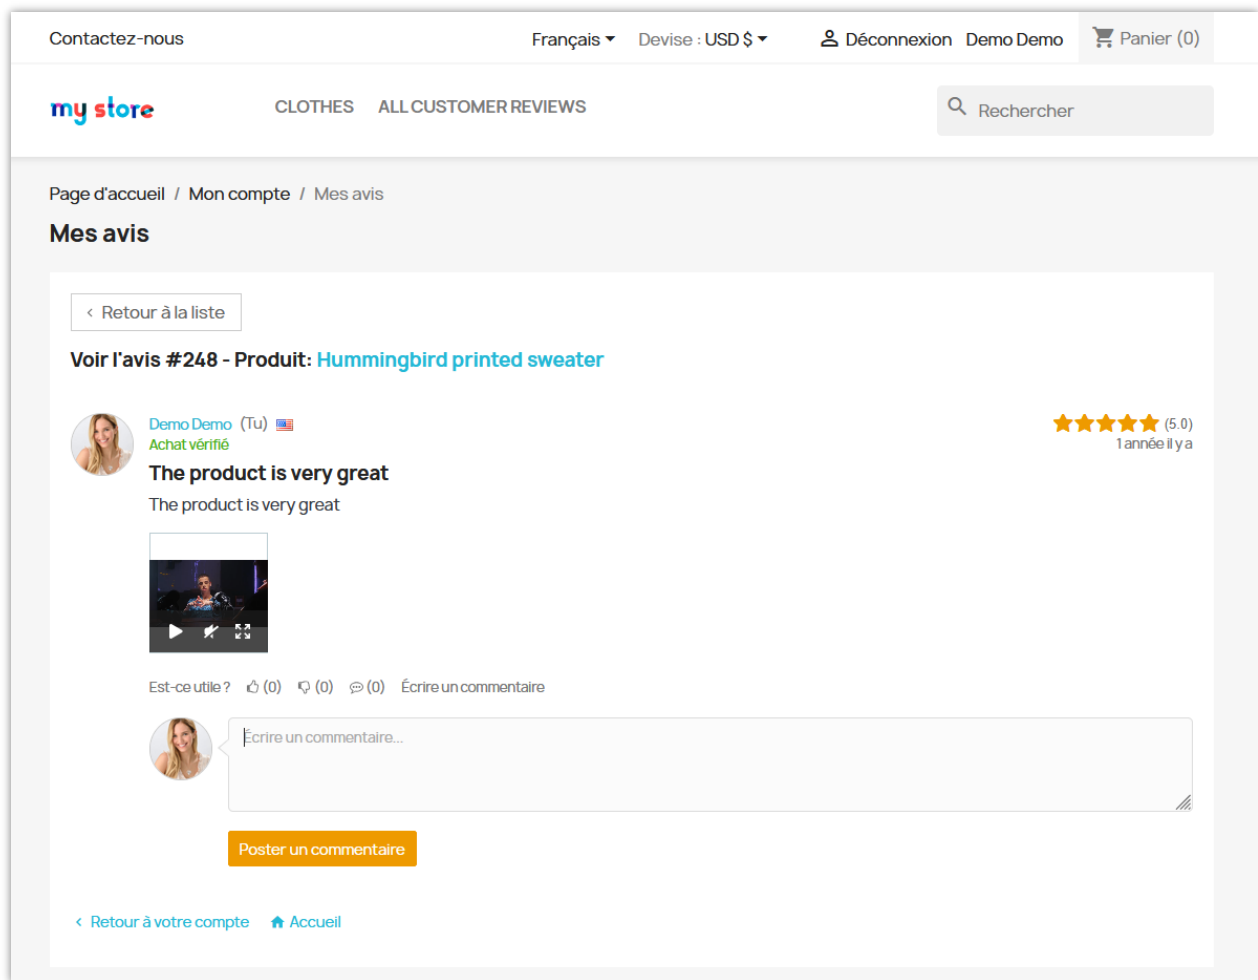 Contactez-nous Français Devise : USD $ Déconnexion Demo Demo Panier (0)
my store CLOTHES ALL CUSTOMER REVIEWS Rechercher
Page d'accueil / Mon compte / Mes avis
Mes avis
< Retour à la liste
Voir l'avis #248 - Produit: Hummingbird printed sweater
Demo Demo (Tu) (5.0)
Achat vérifié 1 année il y a
The product is very great
The product is very great
Est-ce utile ? (0) (0) (0) Écrire un commentaire
Écrire un commentaire...
Poster un commentaire
< Retour à votre compte Accueil